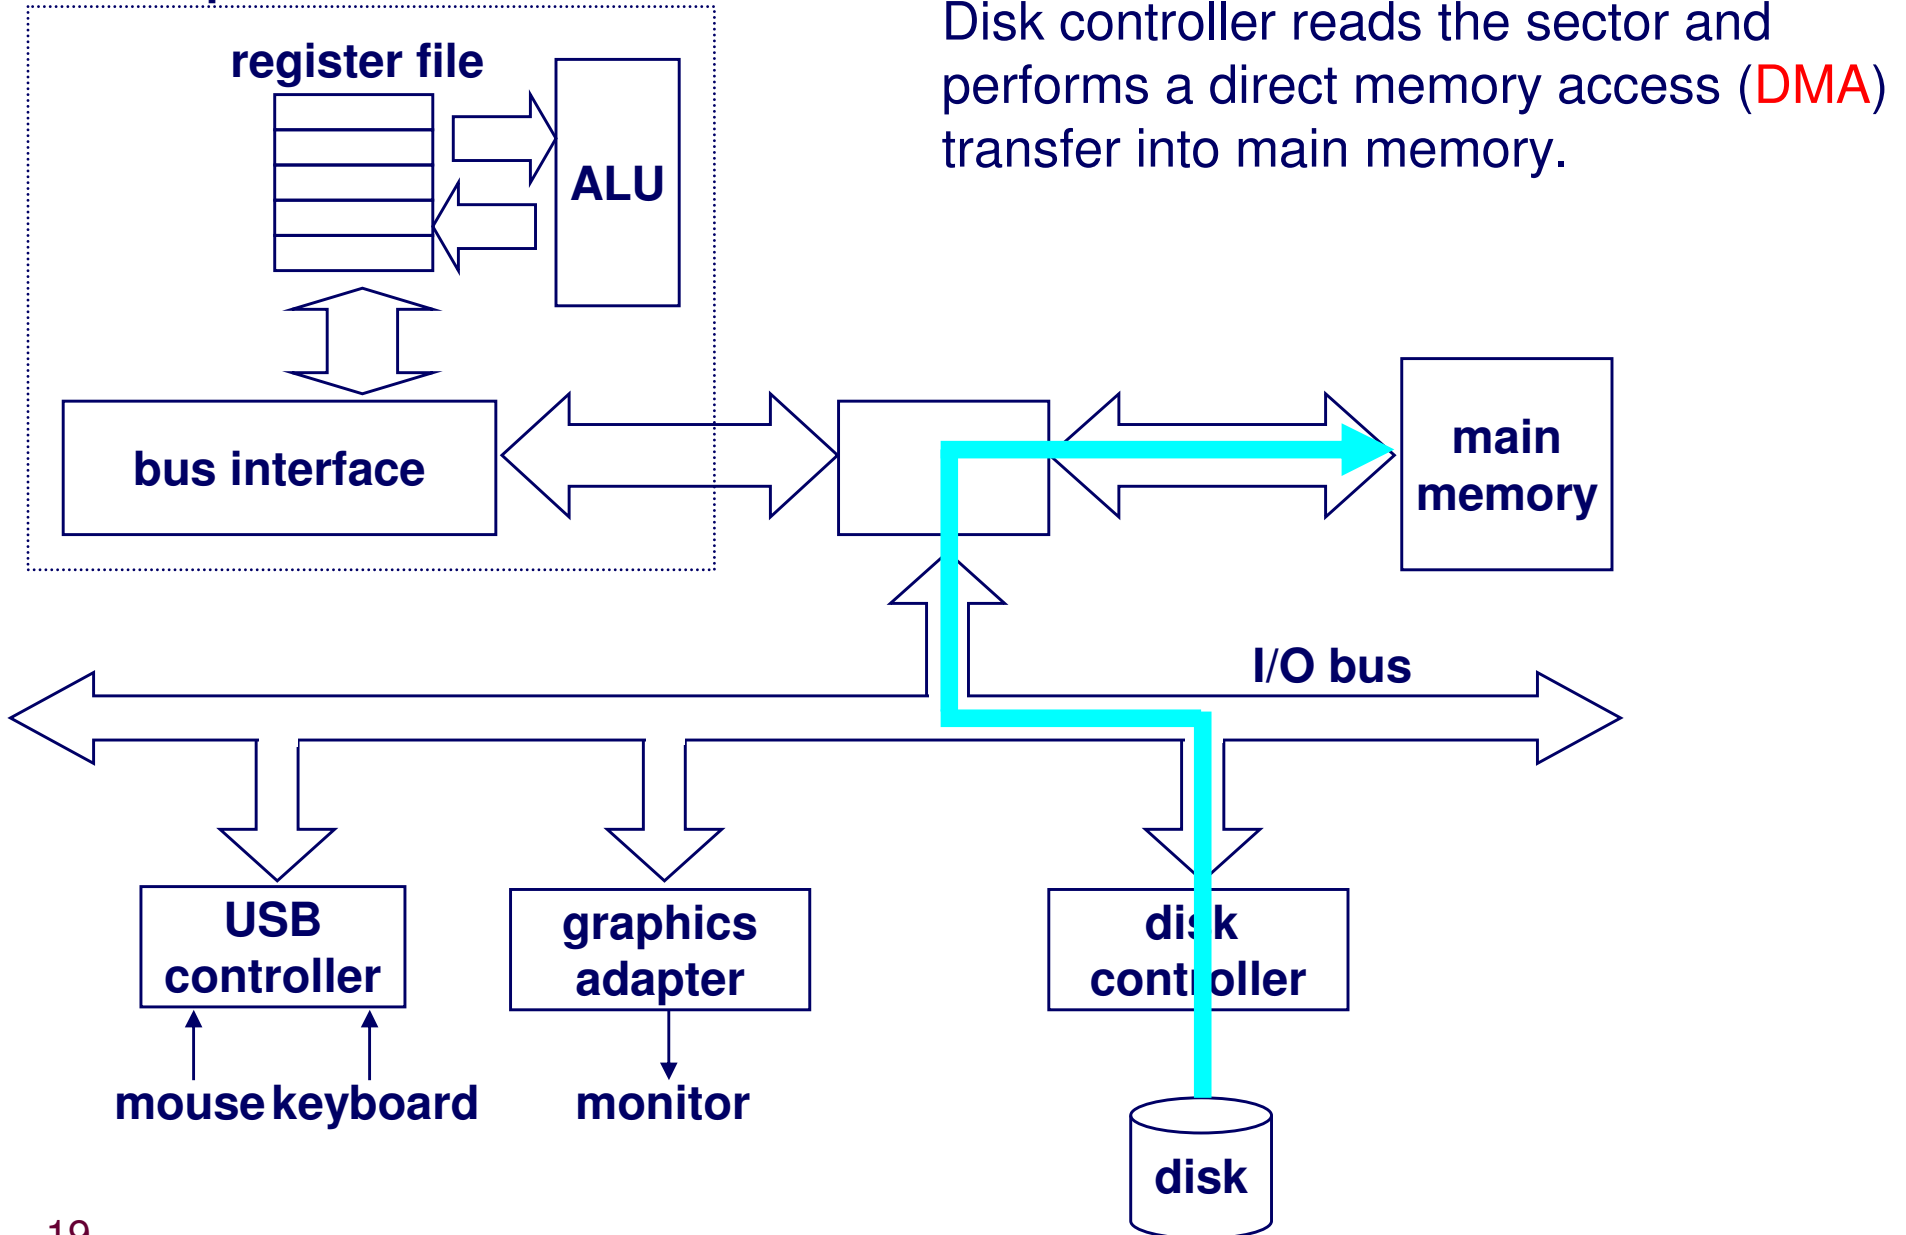 Disk controller reads the sector and
performs a direct memory access (DMA)
transfer into main memory.
register file
ALU
bus interface
main
memory
I/O bus
USB
controller
graphics
adapter
disk
controller
mouse keyboard
monitor
disk
19